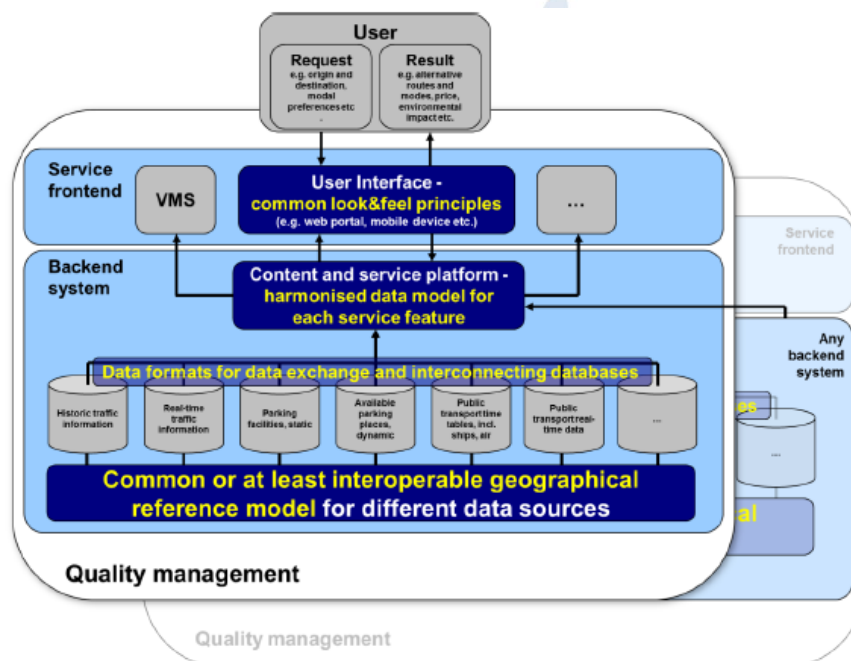 User
Request
e.g. origin and
destination,
modal
preferences etc
.
Result
e.g. alternative
routes and
modes, price,
environmental
impact etc.
Service
frontend
VMS
User Interface -
common look&feel principles
(e.g. web portal, mobile device etc.)
...
Backend
system
Content and service platform -
harmonised data model for
each service feature
Data formats for data exchange and interconnecting databases
Historic traffic
information
Real-time
traffic
information
Parking
facilities, static
Available
parking
places,
dynamic
Public
transport time
tables, incl.
ships, air
Public
transport real-
time data
...
Common or at least interoperable geographical
reference model for different data sources
Quality management
Service
frontend
Any
backend
system
es
...
al
Quality management